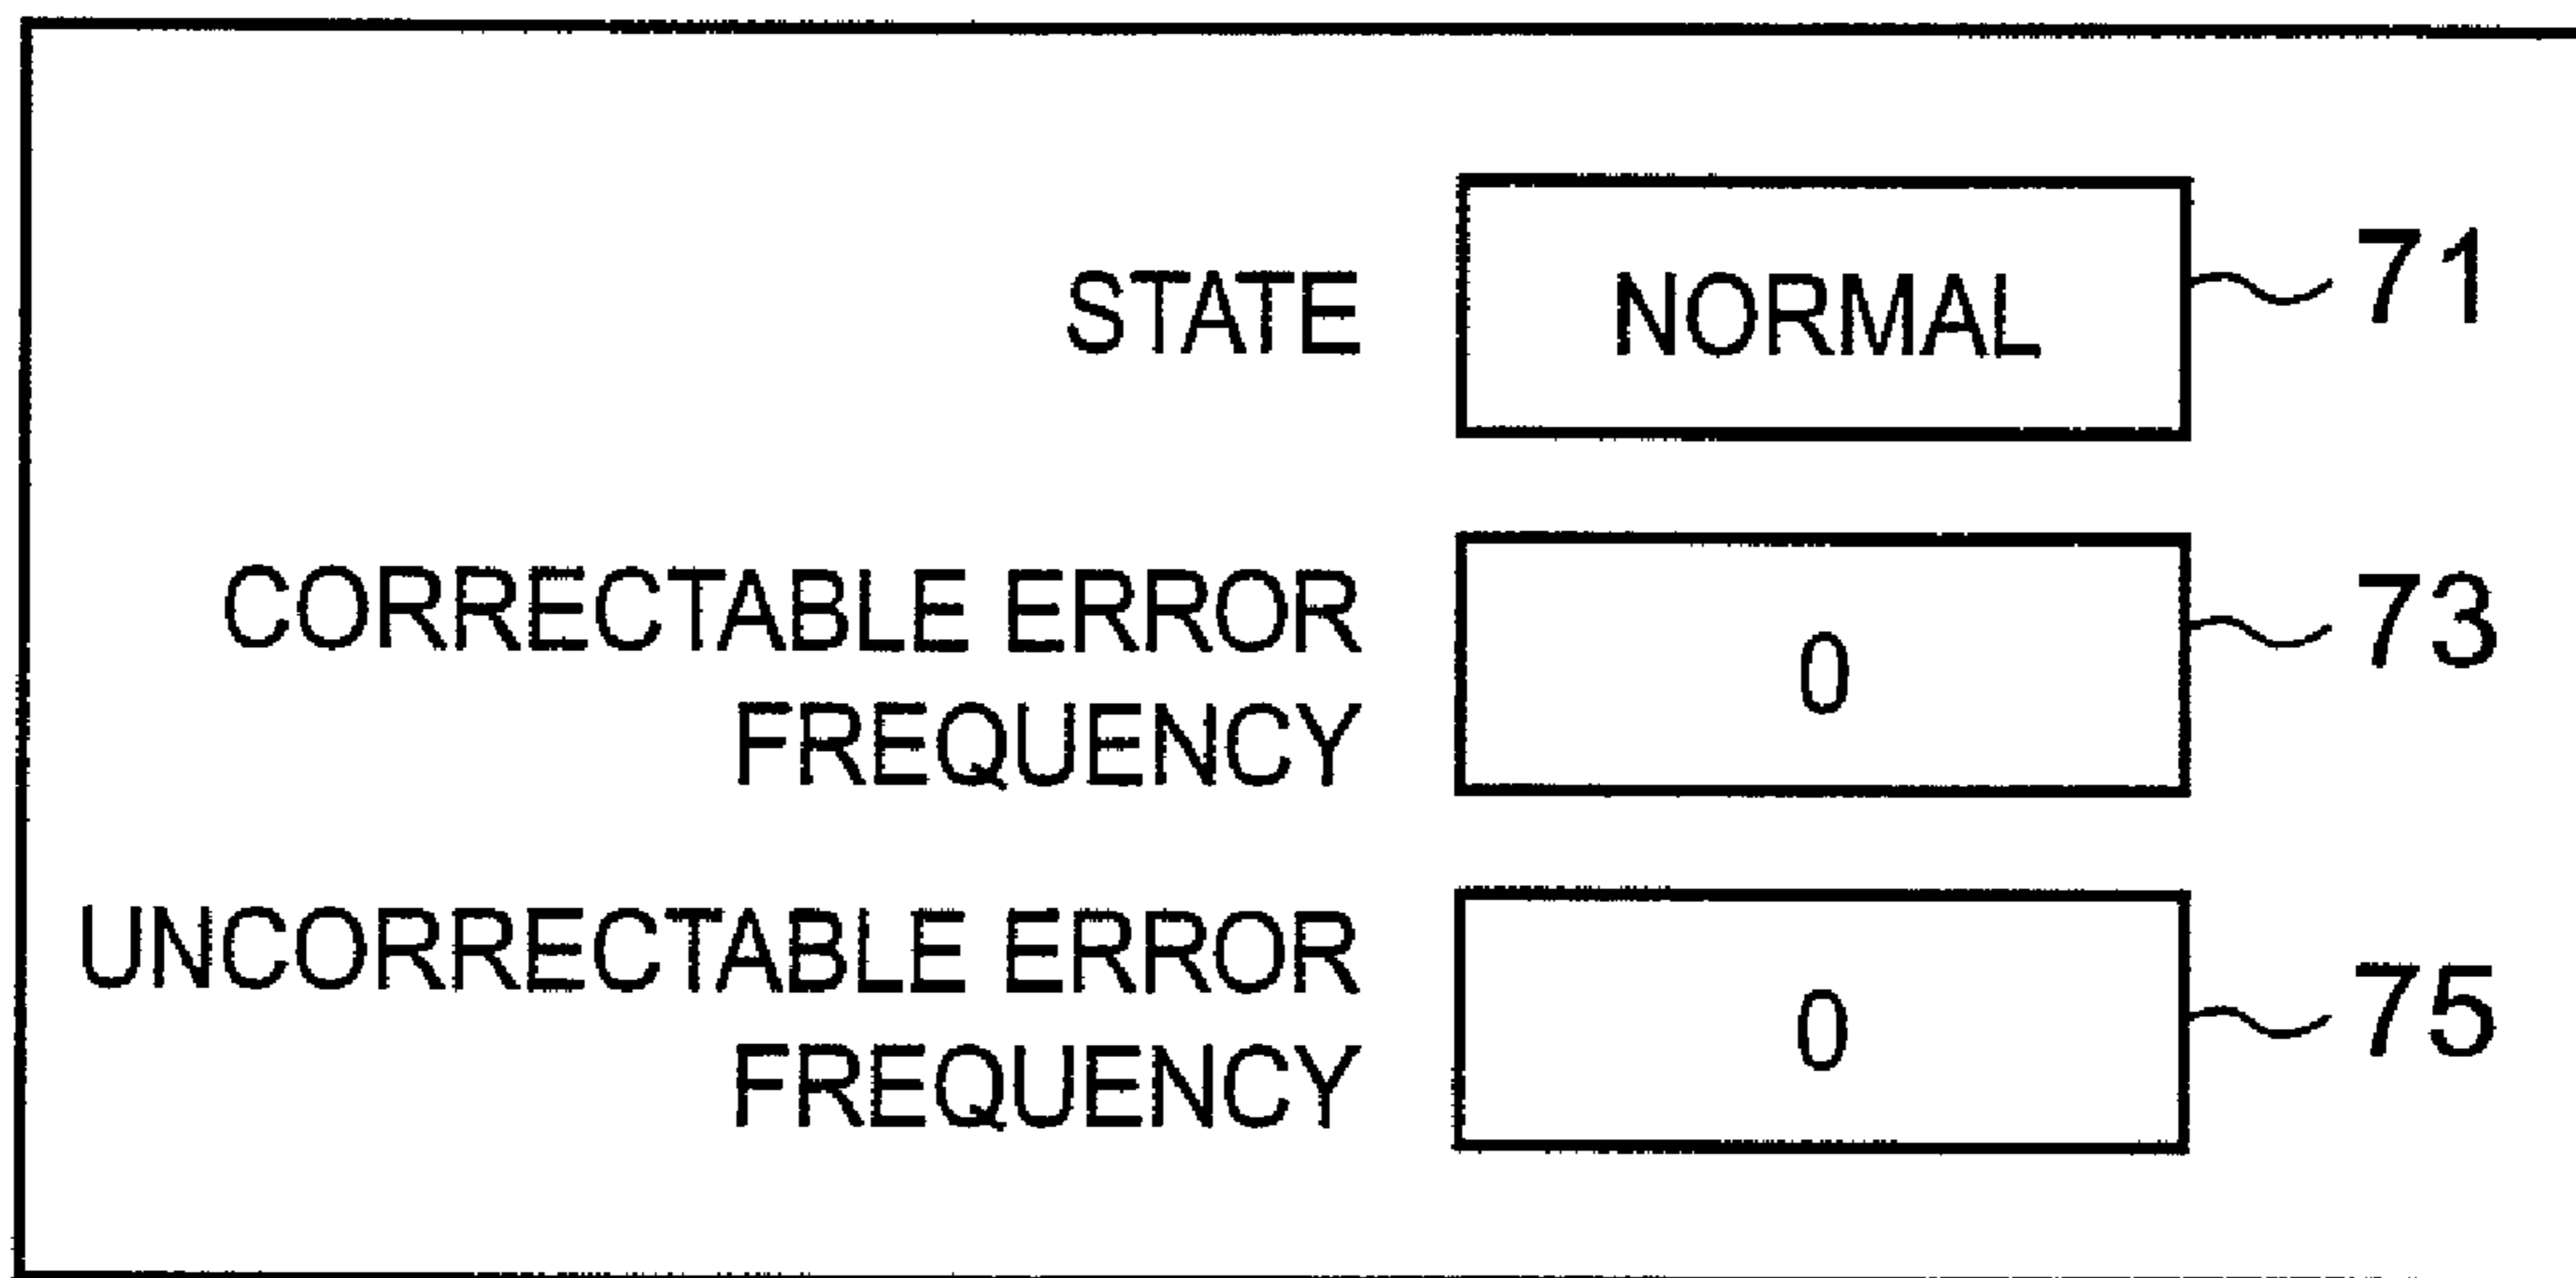 STATE NORMAL 71
CORRECTABLE ERROR
FREQUENCY 0 73
UNCORRECTABLE ERROR
FREQUENCY 0 75